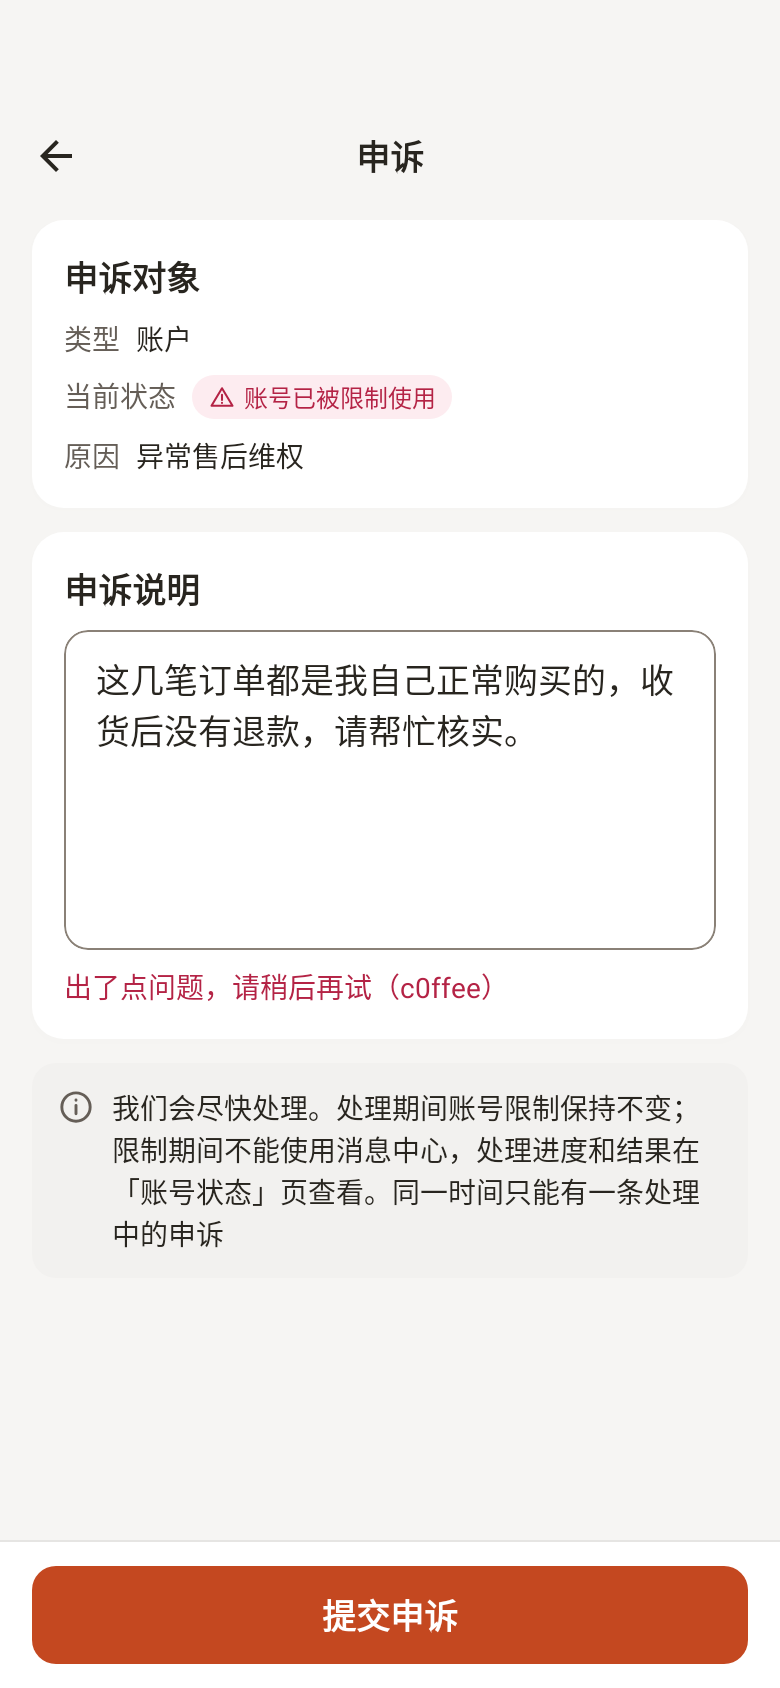 申诉
申诉对象
类型 账户
当前状态 账号已被限制使用
原因 异常售后维权
申诉说明
这几笔订单都是我自己正常购买的，收
货后没有退款，请帮忙核实。
出了点问题，请稍后再试（c0ffee）
我们会尽快处理。处理期间账号限制保持不变；
限制期间不能使用消息中心，处理进度和结果在
「账号状态」页查看。同一时间只能有一条处理
中的申诉
提交申诉